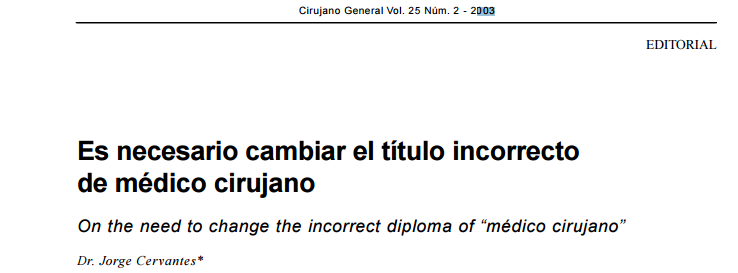 Cirujano General Vol. 25 Núm. 2 - 2003
EDITORIAL
Es necesario cambiar el título incorrecto
de médico cirujano
On the need to change the incorrect diploma of “médico cirujano”
Dr. Jorge Cervantes*